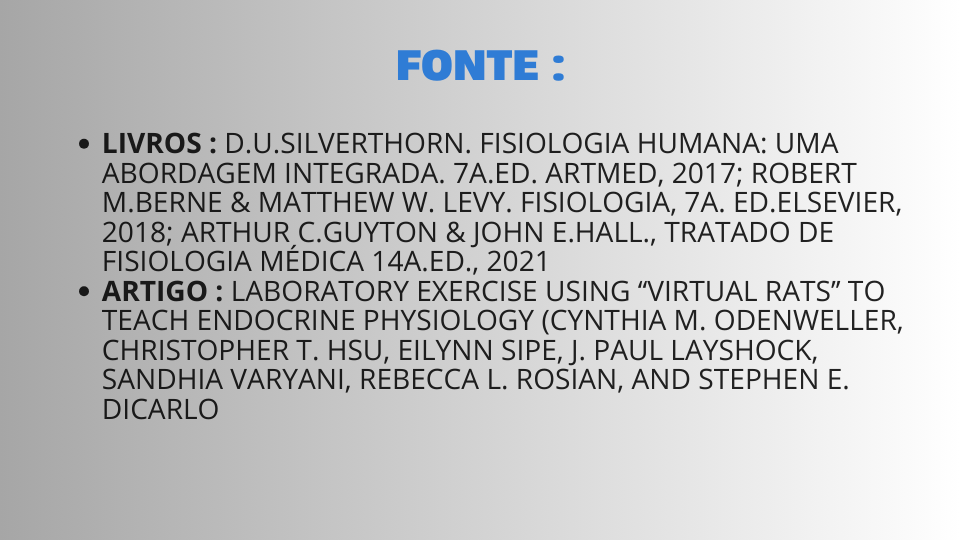 FONTE :
LIVROS : D.U.SILVERTHORN. FISIOLOGIA HUMANA: UMA
ABORDAGEM INTEGRADA. 7A.ED. ARTMED, 2017; ROBERT
M.BERNE & MATTHEW W. LEVY. FISIOLOGIA, 7A. ED.ELSEVIER,
2018; ARTHUR C.GUYTON & JOHN E.HALL., TRATADO DE
FISIOLOGIA MÉDICA 14A.ED., 2021
ARTIGO : LABORATORY EXERCISE USING “VIRTUAL RATS” TO
TEACH ENDOCRINE PHYSIOLOGY (CYNTHIA M. ODENWELLER,
CHRISTOPHER T. HSU, EILYNN SIPE, J. PAUL LAYSHOCK,
SANDHIA VARYANI, REBECCA L. ROSIAN, AND STEPHEN E.
DICARLO